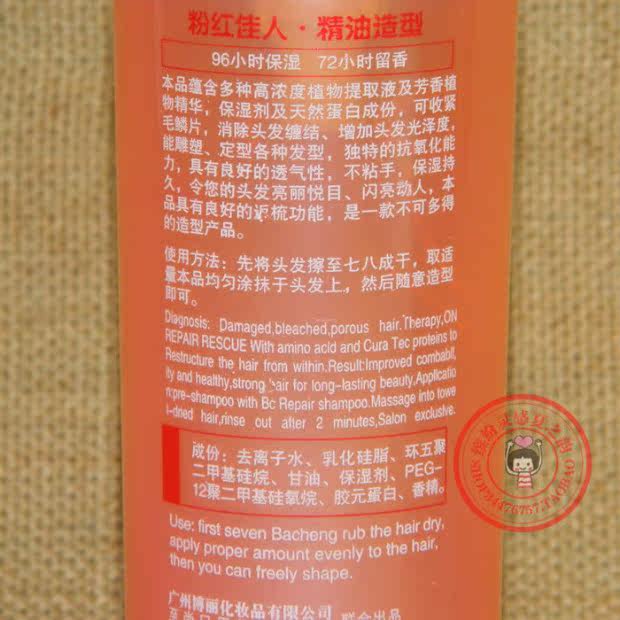 粉红佳人·精油造型
96小时保湿 72小时留香
本品蕴含多种高浓度植物提取液及芳香植
物精华，保湿剂及天然蛋白成份，可收紧
毛鳞片，消除头发缠结、增加头发光泽度，
能雕塑、定型各种发型，独特的抗氧化能
力，具有良好的透气性，不粘手，保湿持
久，令您的头发亮丽悦目、闪亮动人，本
品具有良好的返梳功能，是一款不可多得
的造型产品。
使用方法：先将头发擦至七八成干，取适
量本品均匀涂抹于头发上，然后随意造型
即可。
Diagnosis: Damaged,bleached,porous hair.Therapy,ON
REPAIR RESCUE With amino acid and Cura Tec proteins to
Restructure the hair from within.Result:Improved combabil,
ity and healthy,strong hair for long-lasting beauty.Applicatio
n:pre-shampoo with Bc Repair shampoo.Massage into towe
l-dried hair,rinse out after 2 minutes,Salon exclusive.
成份：去离子水、乳化硅脂、环五聚
二甲基硅烷、甘油、保湿剂、PEG-
12聚二甲基硅氧烷、胶元蛋白、香精。
Use: first seven Bacheng rub the hair dry,
apply proper amount evenly to the hair,
then you can freely shape.
广州博丽化妆品有限公司
联合出品